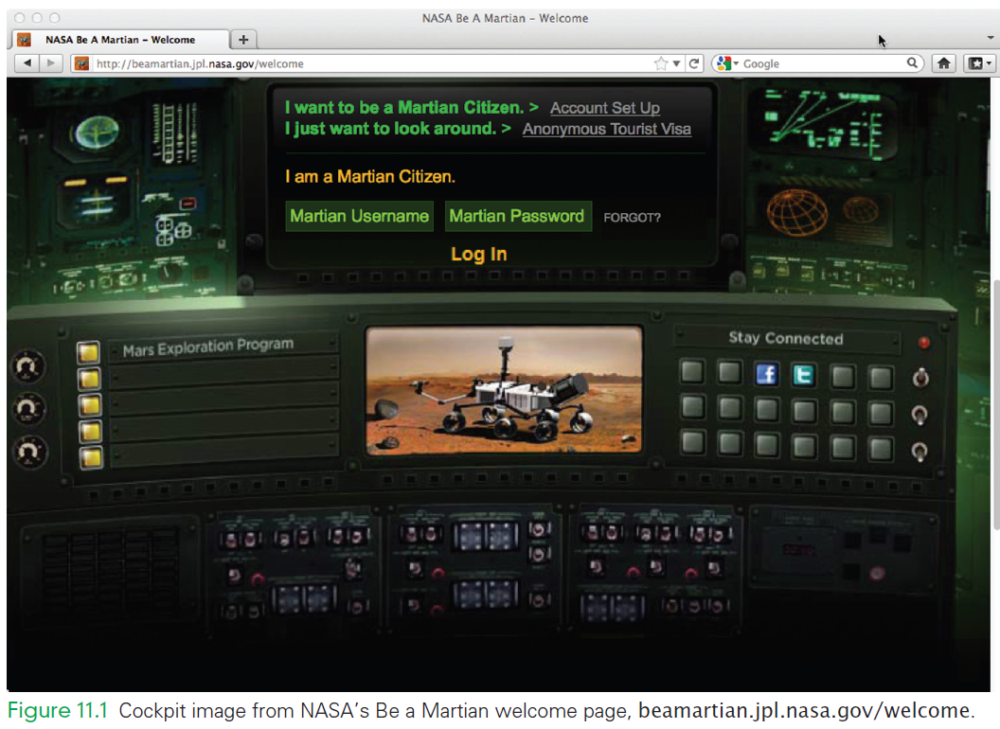 NASA Be A Martian – Welcome
NASA Be A Martian – Welcome
http://beamartian.jpl.nasa.gov/welcome
Google
I want to be a Martian Citizen. > Account Set Up
I just want to look around. > Anonymous Tourist Visa
I am a Martian Citizen.
Martian Username Martian Password FORGOT?
Log In
Mars Exploration Program
Stay Connected
Figure 11.1 Cockpit image from NASA's Be a Martian welcome page, beamartian.jpl.nasa.gov/welcome.